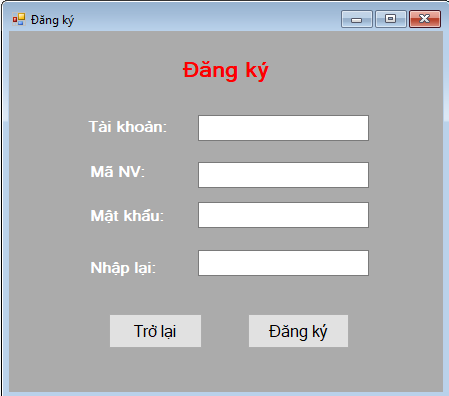 Đăng ký
Đăng ký
Tài khoản:
Mã NV:
Mật khẩu:
Nhập lại:
Trở lại
Đăng ký